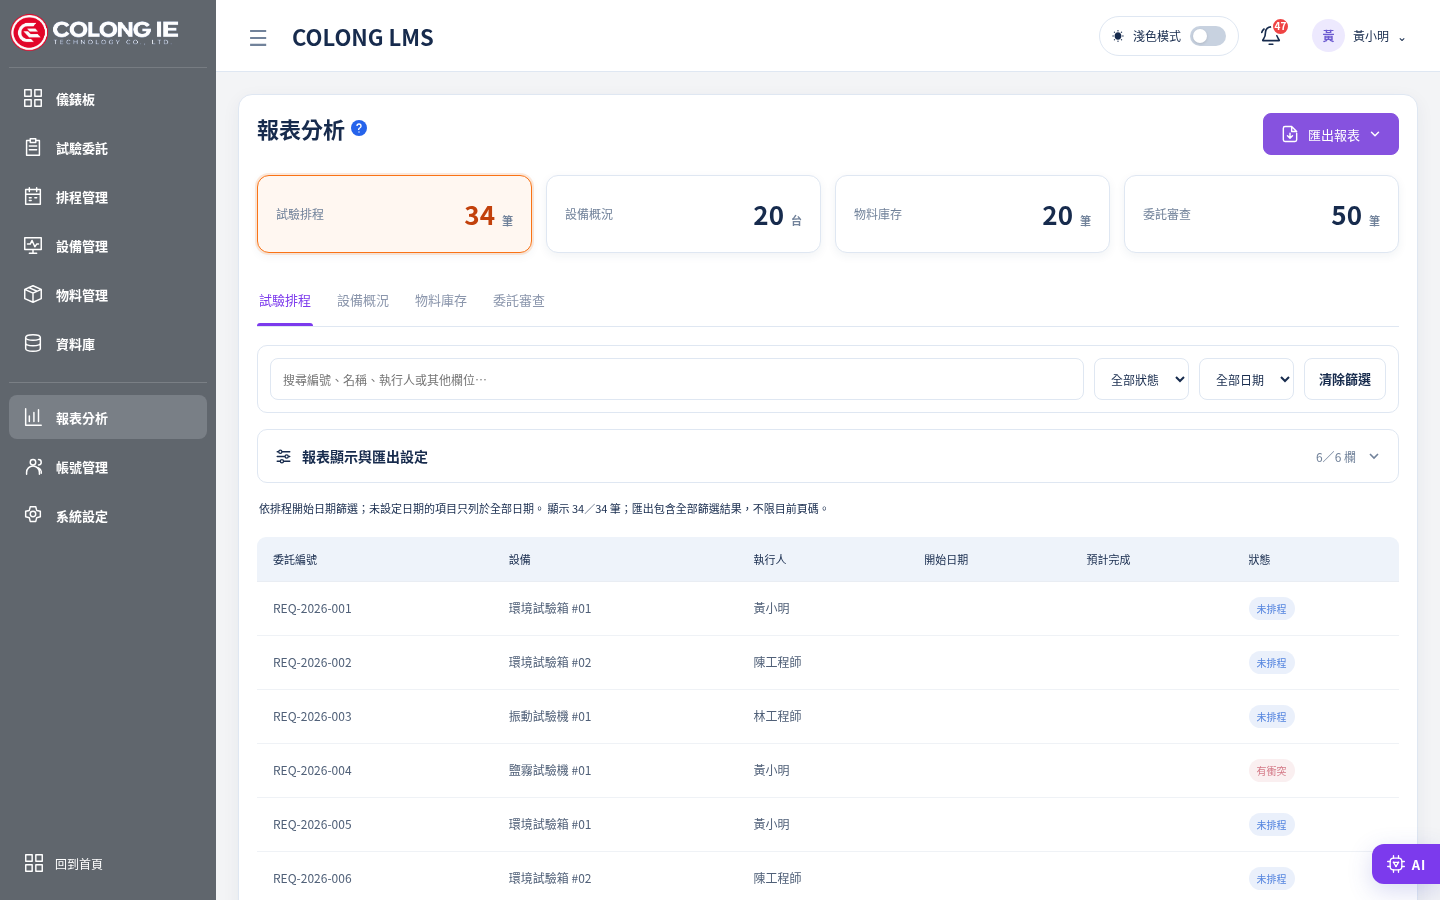 COLONG IE
TECHNOLOGY CO., LTD.
儀錶板
試驗委託
排程管理
設備管理
物料管理
資料庫
報表分析
帳號管理
系統設定
回到首頁
COLONG LMS
淺色模式
47
黃 黃小明
報表分析 ?
匯出報表
試驗排程 34 筆
設備概況 20 台
物料庫存 20 筆
委託審查 50 筆
試驗排程 設備概況 物料庫存 委託審查
搜尋編號、名稱、執行人或其他欄位… 全部狀態 全部日期 清除篩選
報表顯示與匯出設定 6／6 欄
依排程開始日期篩選；未設定日期的項目只列於全部日期。 顯示 34／34 筆；匯出包含全部篩選結果，不限目前頁碼。
委託編號 設備 執行人 開始日期 預計完成 狀態
REQ-2026-001 環境試驗箱 #01 黃小明 未排程
REQ-2026-002 環境試驗箱 #02 陳工程師 未排程
REQ-2026-003 振動試驗機 #01 林工程師 未排程
REQ-2026-004 鹽霧試驗機 #01 黃小明 有衝突
REQ-2026-005 環境試驗箱 #01 黃小明 未排程
REQ-2026-006 環境試驗箱 #02 陳工程師 未排程
AI